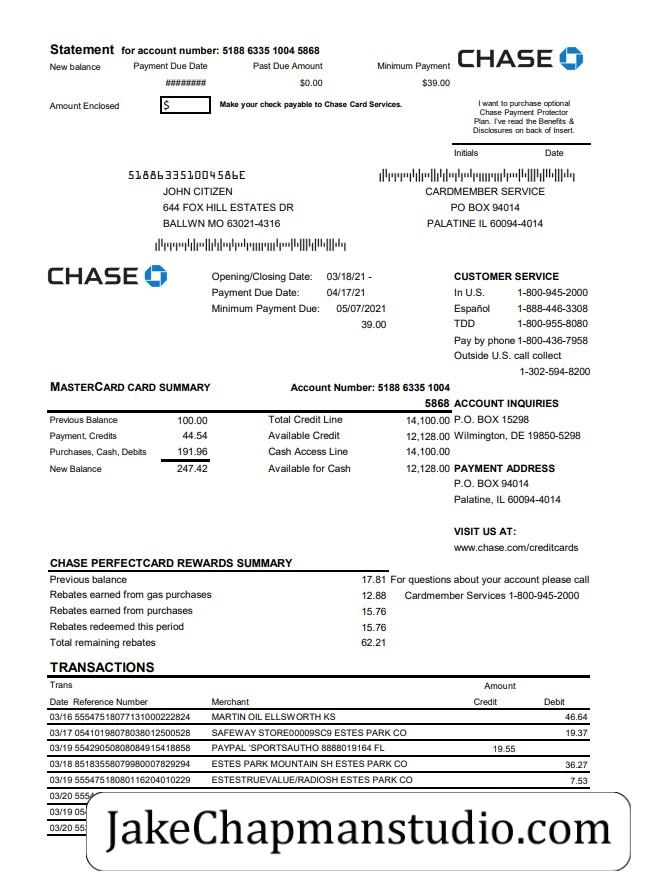 Statement for account number: 5188 6335 1004 5868
CHASE
New balance Payment Due Date Past Due Amount Minimum Payment
######## $0.00 $39.00
Amount Enclosed $ Make your check payable to Chase Card Services.
I want to purchase optional
Chase Payment Protector
Plan. I've read the Benefits &
Disclosures on back of Insert.
Initials Date
518863351004586E
JOHN CITIZEN
644 FOX HILL ESTATES DR
BALLWN MO 63021-4316
CARDMEMBER SERVICE
PO BOX 94014
PALATINE IL 60094-4014
CHASE
Opening/Closing Date: 03/18/21 -
Payment Due Date: 04/17/21
Minimum Payment Due: 05/07/2021
39.00
CUSTOMER SERVICE
In U.S. 1-800-945-2000
Español 1-888-446-3308
TDD 1-800-955-8080
Pay by phone 1-800-436-7958
Outside U.S. call collect
1-302-594-8200
MASTERCARD CARD SUMMARY Account Number: 5188 6335 1004
5868
Previous Balance 100.00 Total Credit Line 14,100.00
Payment, Credits 44.54 Available Credit 12,128.00
Purchases, Cash, Debits 191.96 Cash Access Line 14,100.00
New Balance 247.42 Available for Cash 12,128.00
ACCOUNT INQUIRIES
P.O. BOX 15298
Wilmington, DE 19850-5298
PAYMENT ADDRESS
P.O. BOX 94014
Palatine, IL 60094-4014
VISIT US AT:
www.chase.com/creditcards
CHASE PERFECTCARD REWARDS SUMMARY
Previous balance 17.81
Rebates earned from gas purchases 12.88
Rebates earned from purchases 15.76
Rebates redeemed this period 15.76
Total remaining rebates 62.21
For questions about your account please call
Cardmember Services 1-800-945-2000
TRANSACTIONS
Trans Amount
Date Reference Number Merchant Credit Debit
03/16 55547518077131000222824 MARTIN OIL ELLSWORTH KS 46.64
03/17 05410198078038012500528 SAFEWAY STORE00009SC9 ESTES PARK CO 19.37
03/19 55429050808084915418858 PAYPAL 'SPORTSAUTHO 8888019164 FL 19.55
03/18 85183558079980007829294 ESTES PARK MOUNTAIN SH ESTES PARK CO 36.27
03/19 55547518080116204010229 ESTESTRUEVALUE/RADIOSH ESTES PARK CO 7.53
03/20
03/19
03/20
JakeChapmanstudio.com